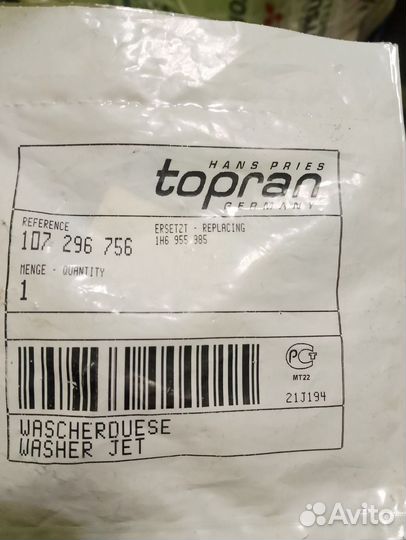 HANS PRIES
topran
GERMANY
REFERENCE
107 296 756
ERSETZT - REPLACING
1H6 955 985
MENGE - QUANTITY
1
PCT
MT22
21J194
WASCHERDUESE
WASHER JET
Avito